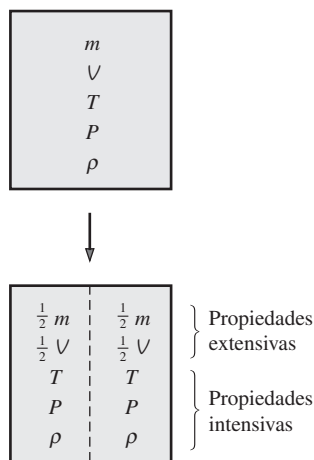 m
V
T
P
ρ
1/2 m 1/2 m
1/2 V 1/2 V
T T
P P
ρ ρ
Propiedades
extensivas
Propiedades
intensivas